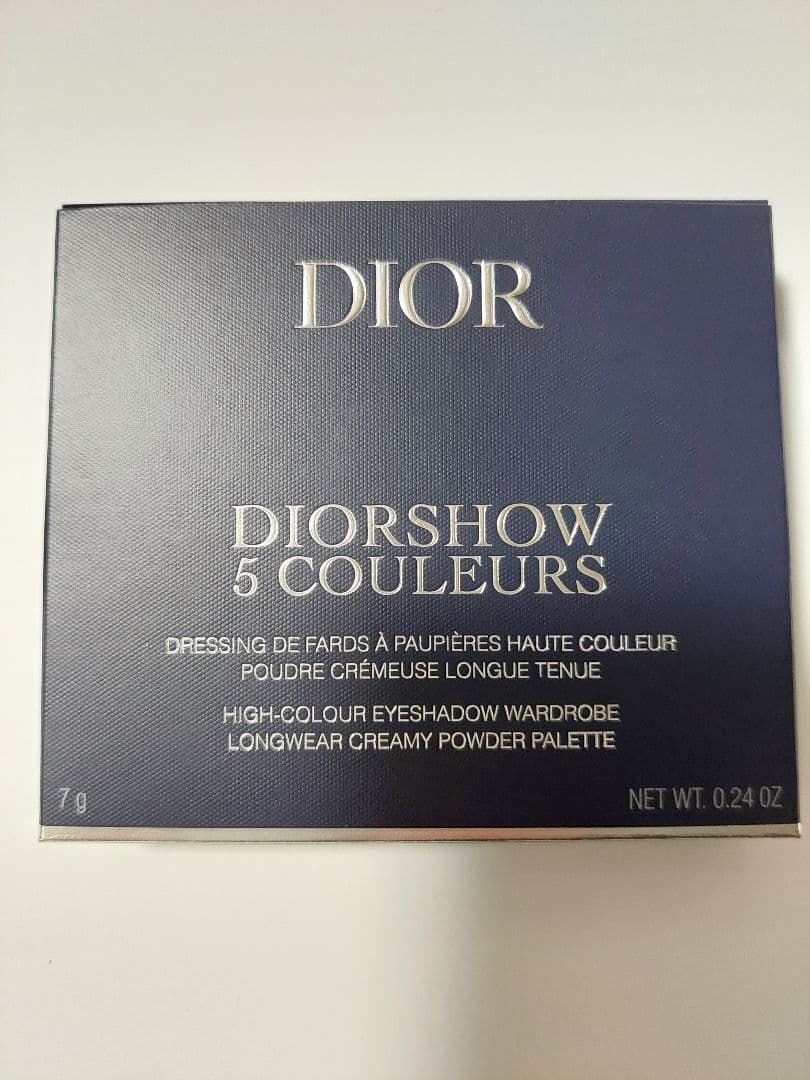 DIOR
DIORSHOW
5 COULEURS
DRESSING DE FARDS À PAUPIÈRES HAUTE COULEUR
POUDRE CRÉMEUSE LONGUE TENUE
HIGH-COLOUR EYESHADOW WARDROBE
LONGWEAR CREAMY POWDER PALETTE
7 g
NET WT. 0.24 OZ